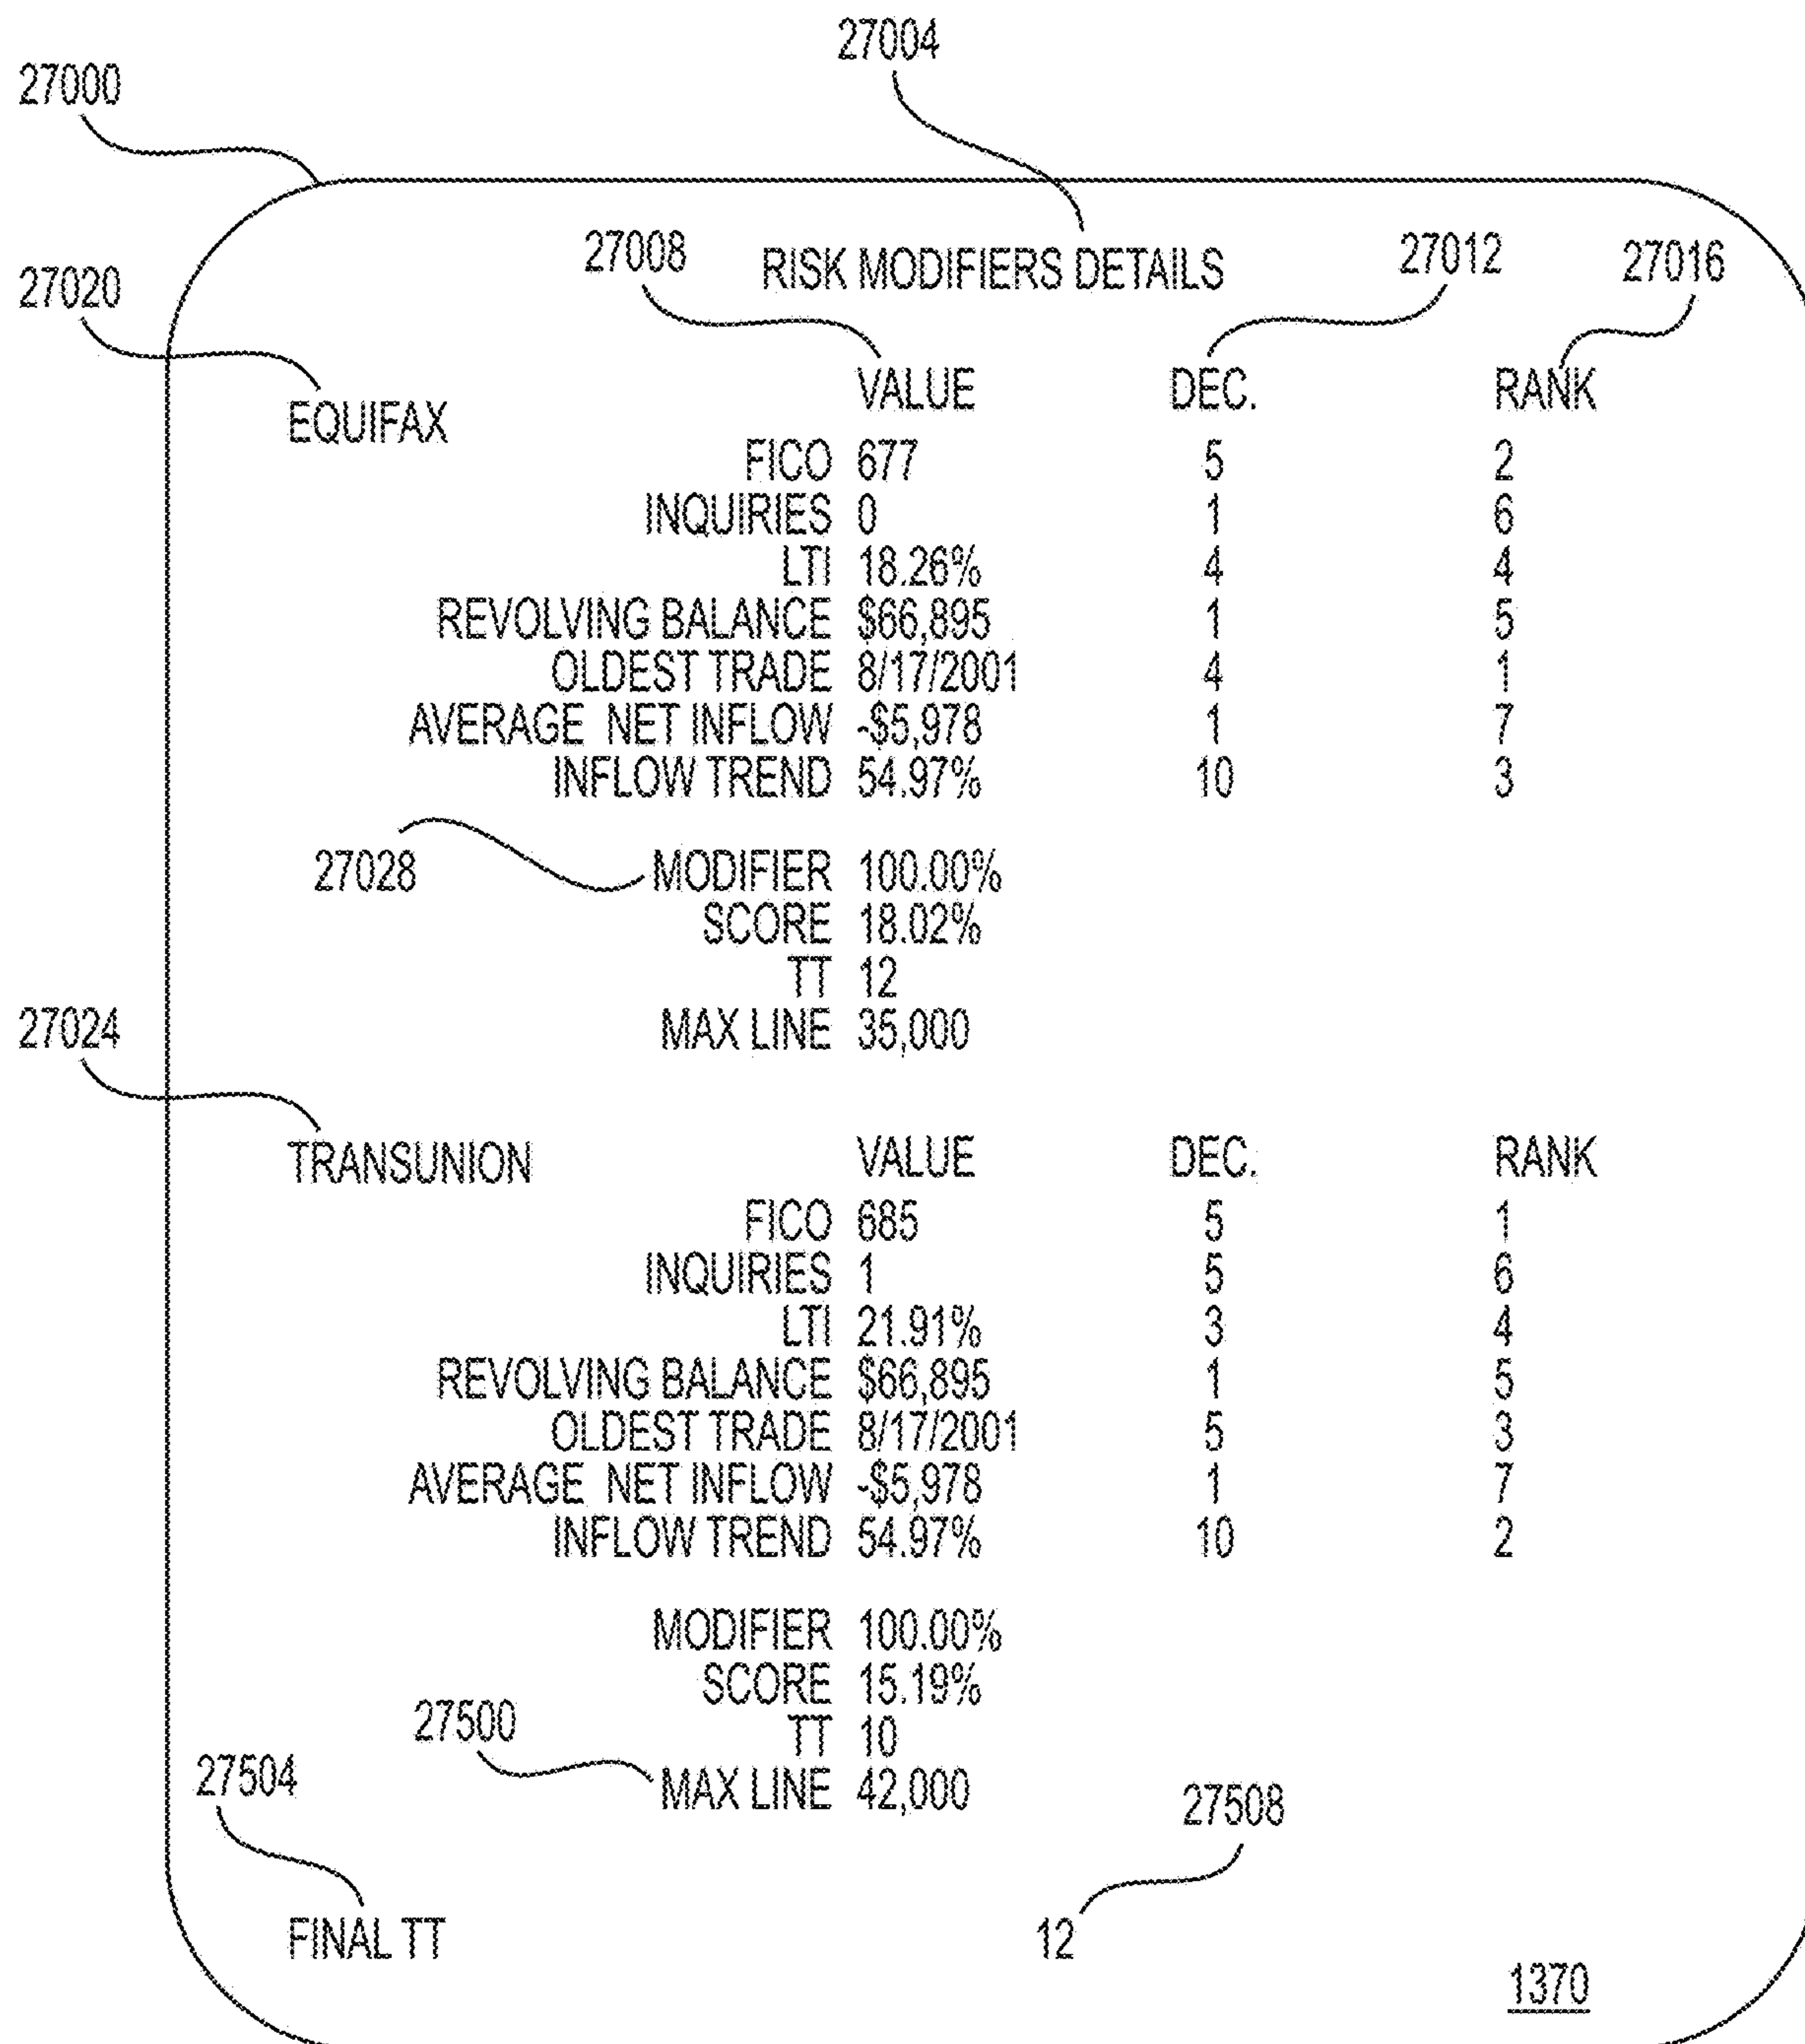 27004
27000
27008 RISK MODIFIERS DETAILS 27012 27016
27020
VALUE DEC. RANK
EQUIFAX
FICO 677 5 2
INQUIRIES 0 1 6
LTI 18.26% 4 4
REVOLVING BALANCE $66,895 1 5
OLDEST TRADE 8/17/2001 4 1
AVERAGE NET INFLOW -$5,978 1 7
INFLOW TREND 54.97% 10 3
27028 MODIFIER 100.00%
SCORE 18.02%
TT 12
MAX LINE 35,000
27024
TRANSUNION VALUE DEC. RANK
FICO 685 5 1
INQUIRIES 1 5 6
LTI 21.91% 3 4
REVOLVING BALANCE $66,895 1 5
OLDEST TRADE 8/17/2001 5 3
AVERAGE NET INFLOW -$5,978 1 7
INFLOW TREND 54.97% 10 2
MODIFIER 100.00%
SCORE 15.19%
27500 TT 10
27504 MAX LINE 42,000 27508
FINAL TT 12
1370